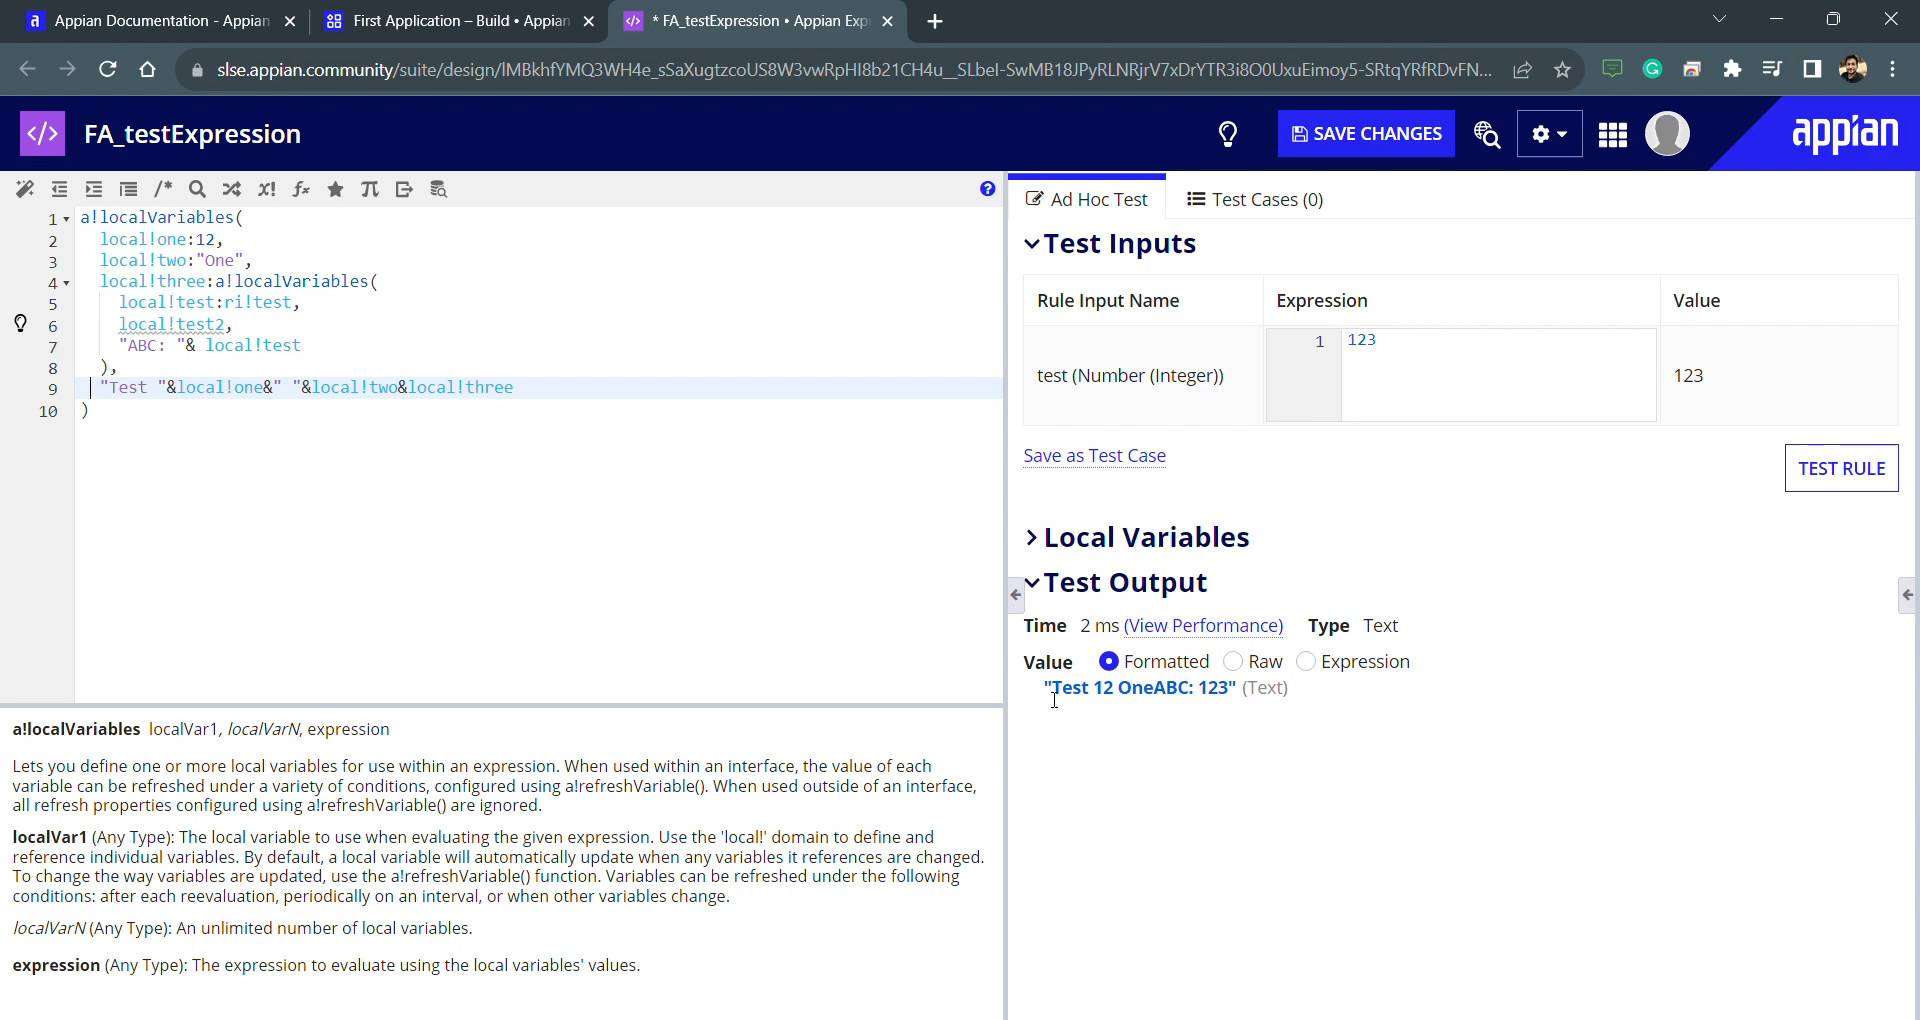 Appian Documentation - Appian
First Application – Build • Appian
* FA_testExpression • Appian Exp
slse.appian.community/suite/design/IMBkhfYMQ3WH4e_sSaXugtzcoUS8W3vwRpHI8b21CH4u__SLbeI-SwMB18JPyRLNRjrV7xDrYTR3i8O0UxuEimoy5-SRtqYRfRDvFN...
FA_testExpression
SAVE CHANGES
appian
1 a!localVariables(
2 local!one:12,
3 local!two:"One",
4 local!three:a!localVariables(
5 local!test:ri!test,
6 local!test2,
7 "ABC: "& local!test
8 ),
9 "Test "&local!one&" "&local!two&local!three
10 )
a!localVariables localVar1, localVarN, expression
Lets you define one or more local variables for use within an expression. When used within an interface, the value of each
variable can be refreshed under a variety of conditions, configured using a!refreshVariable(). When used outside of an interface,
all refresh properties configured using a!refreshVariable() are ignored.
localVar1 (Any Type): The local variable to use when evaluating the given expression. Use the 'local!' domain to define and
reference individual variables. By default, a local variable will automatically update when any variables it references are changed.
To change the way variables are updated, use the a!refreshVariable() function. Variables can be refreshed under the following
conditions: after each reevaluation, periodically on an interval, or when other variables change.
localVarN (Any Type): An unlimited number of local variables.
expression (Any Type): The expression to evaluate using the local variables' values.
Ad Hoc Test
Test Cases (0)
Test Inputs
Rule Input Name Expression Value
test (Number (Integer)) 1 123 123
Save as Test Case
TEST RULE
Local Variables
Test Output
Time 2 ms (View Performance) Type Text
Value Formatted Raw Expression
"Test 12 OneABC: 123" (Text)